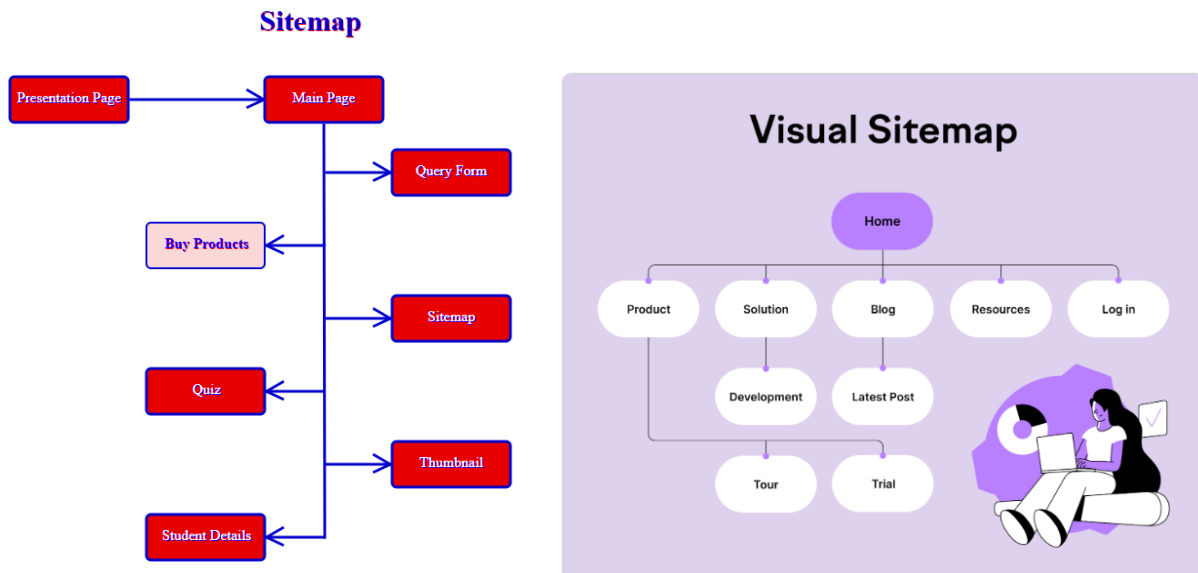 Sitemap
Presentation Page
Main Page
Query Form
Buy Products
Sitemap
Quiz
Thumbnail
Student Details
Visual Sitemap
Home
Product
Solution
Blog
Resources
Log in
Development
Latest Post
Tour
Trial